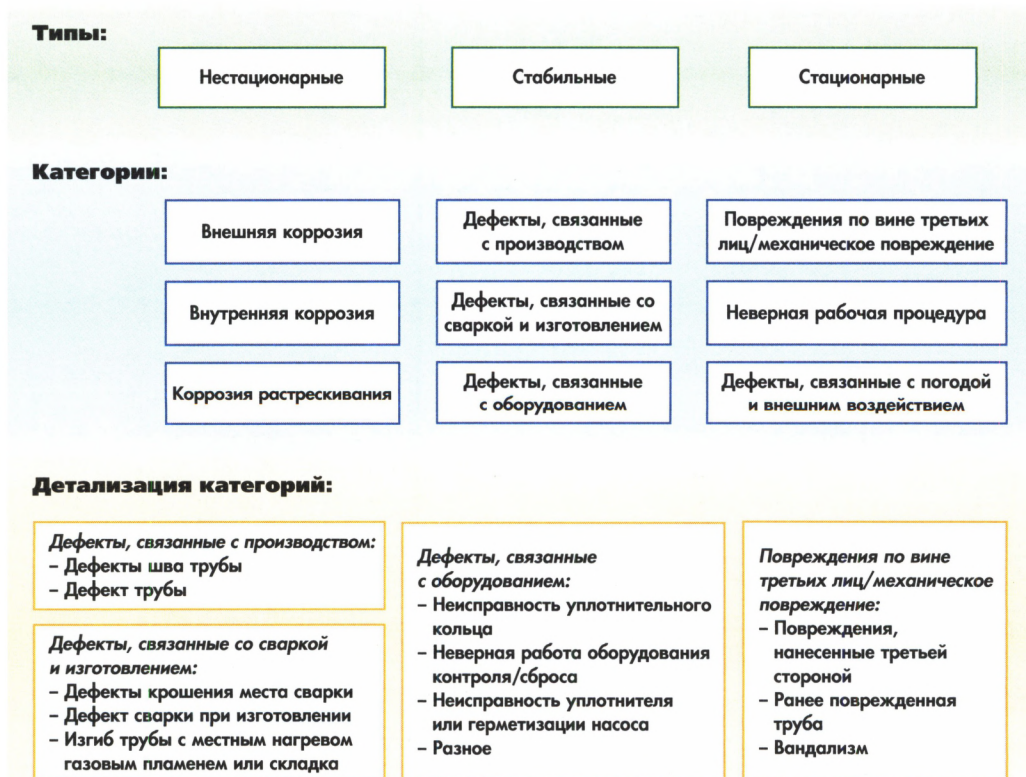 Типы:
Нестационарные
Стабильные
Стационарные
Категории:
Внешняя коррозия
Дефекты, связанные
с производством
Повреждения по вине третьих
лиц/механическое повреждение
Внутренняя коррозия
Дефекты, связанные со
сваркой и изготовлением
Неверная рабочая процедура
Коррозия растрескивания
Дефекты, связанные
с оборудованием
Дефекты, связанные с погодой
и внешним воздействием
Детализация категорий:
Дефекты, связанные с производством:
– Дефекты шва трубы
– Дефект трубы
Дефекты, связанные со сваркой
и изготовлением:
– Дефекты крошения места сварки
– Дефект сварки при изготовлении
– Изгиб трубы с местным нагревом
газовым пламенем или складка
Дефекты, связанные
с оборудованием:
– Неисправность уплотнительного
кольца
– Неверная работа оборудования
контроля/сброса
– Неисправность уплотнителя
или герметизации насоса
– Разное
Повреждения по вине
третьих лиц/механическое
повреждение:
– Повреждения,
нанесенные третьей
стороной
– Ранее поврежденная
труба
– Вандализм